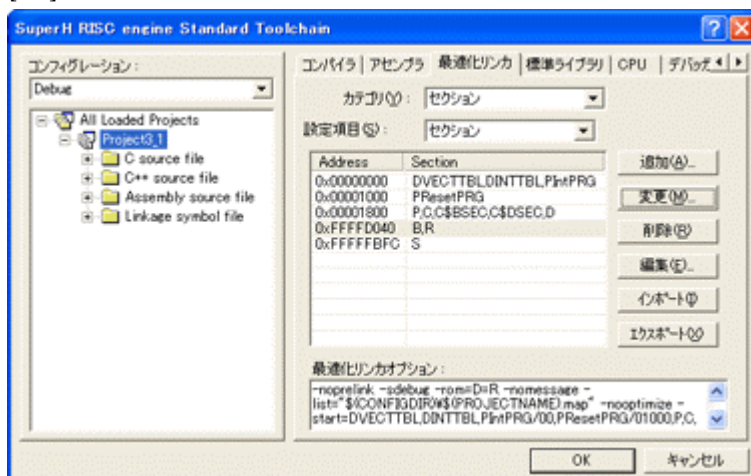 SuperH RISC engine Standard Toolchain
コンフィグレーション :
Debug
All Loaded Projects
Project3_1
C source file
C++ source file
Assembly source file
Linkage symbol file
コンパイラ アセンブラ 最適化リンカ 標準ライブラリ CPU デバッガ
カテゴリ(Y) : セクション
設定項目(S) : セクション
Address Section
0x00000000 DVECTTBL,DINTTBL,PIntPRG
0x00001000 PResetPRG
0x00001800 P,C,C$BSEC,C$DSEC,D
0xFFFFD040 B,R
0xFFFFFBFC S
追加(A)...
変更(M)...
削除(R)
編集(E)...
インポート(I)
エクスポート(X)
最適化リンカオプション :
-noprelink -sdebug -rom=D=R -nomessage -
list="$(CONFIGDIR)¥$(PROJECTNAME).map" -nooptimize -
start=DVECTTBL,DINTTBL,PIntPRG/00,PResetPRG/01000,P,C,
OK キャンセル